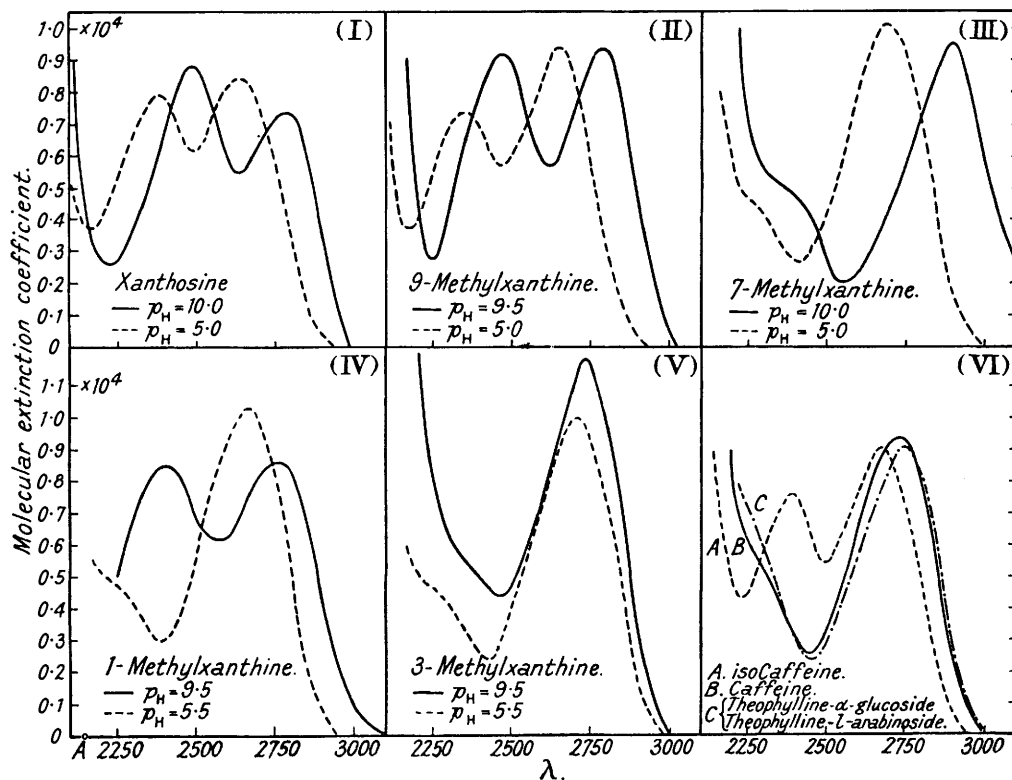 Molecular extinction coefficient.
×10⁴
1·0
0·9
0·8
0·7
0·6
0·5
0·4
0·3
0·2
0·1
0
(I)
Xanthosine
pH = 10·0
pH = 5·0
(II)
9-Methylxanthine.
pH = 9·5
pH = 5·0
(III)
7-Methylxanthine.
pH = 10·0
pH = 5·0
×10⁴
1·1
1·0
0·9
0·8
0·7
0·6
0·5
0·4
0·3
0·2
0·1
0
(IV)
1-Methylxanthine.
pH = 9·5
pH = 5·5
(V)
3-Methylxanthine.
pH = 9·5
pH = 5·5
(VI)
C
A B
A. isoCaffeine.
B. Caffeine.
C { Theophylline-α-glucoside
Theophylline-l-arabinoside.
Å 2250 2500 2750 3000 2250 2500 2750 3000 2250 2500 2750 3000
λ.